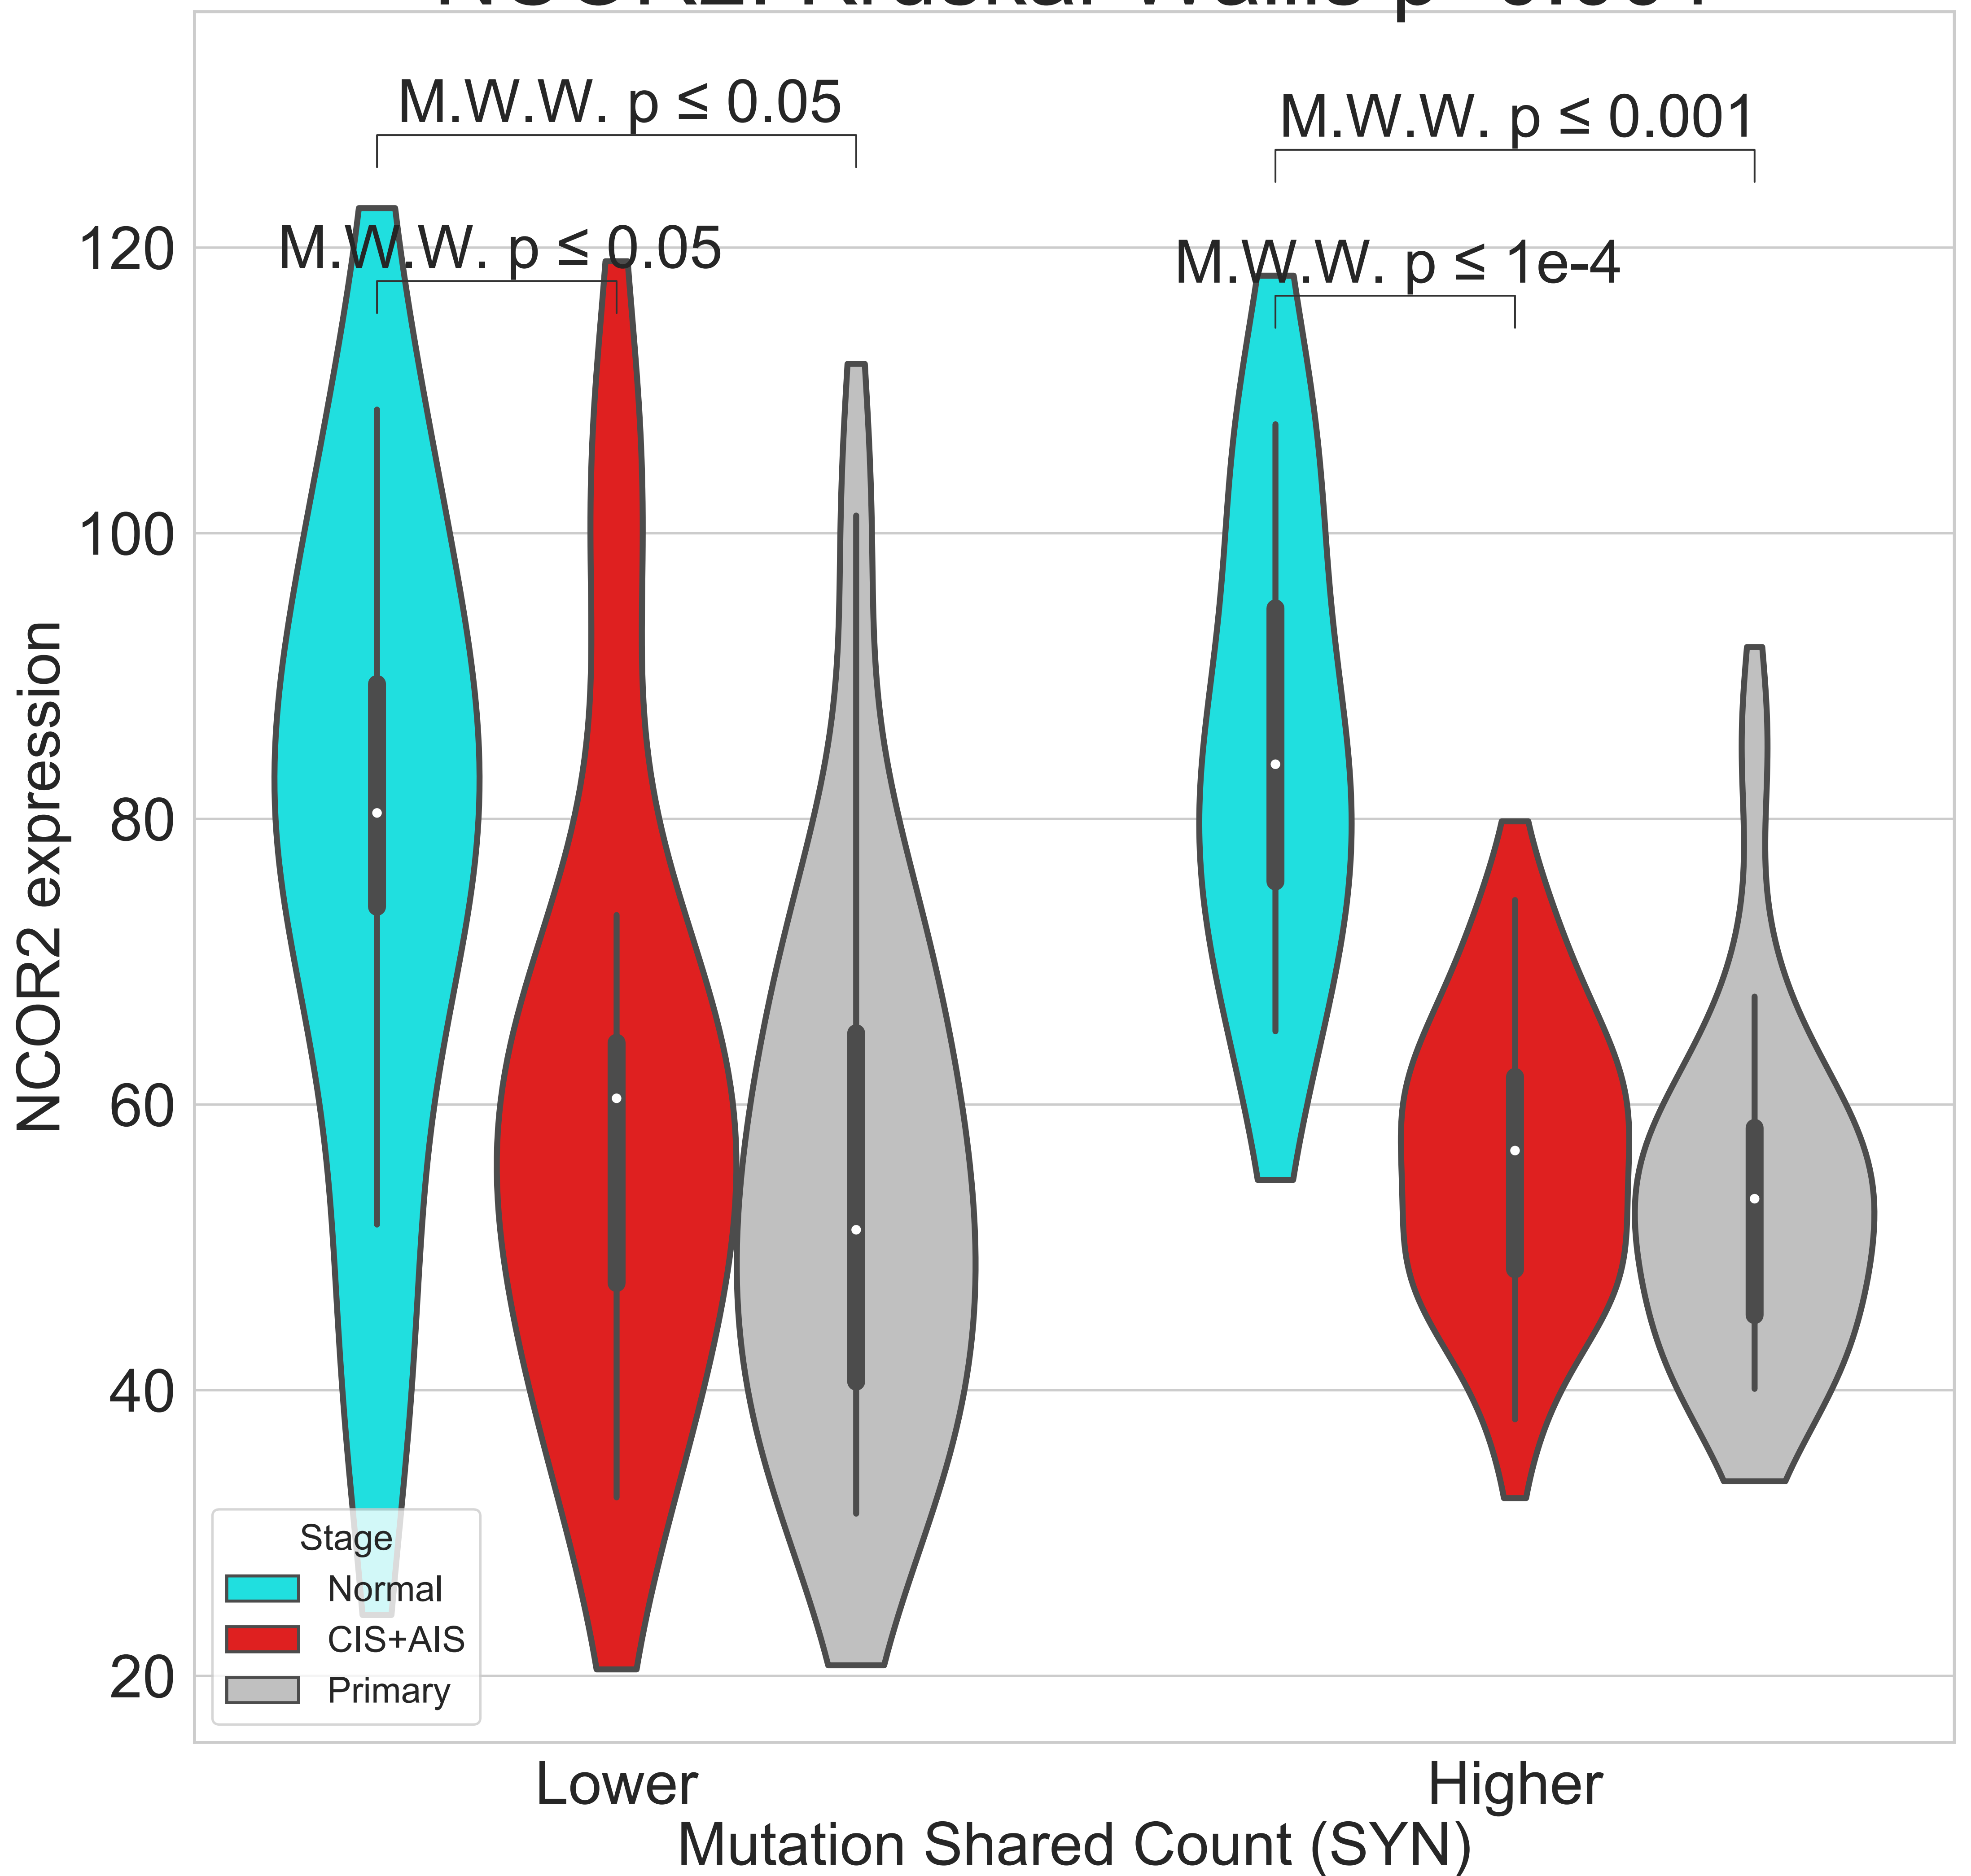 M.W.W. p ≤ 0.05
M.W.W. p ≤ 0.001
M.W.W. p ≤ 0.05
M.W.W. p ≤ 1e-4
120
100
80
60
40
20
NCOR2 expression
Stage
Normal
CIS+AIS
Primary
Lower
Higher
Mutation Shared Count (SYN)